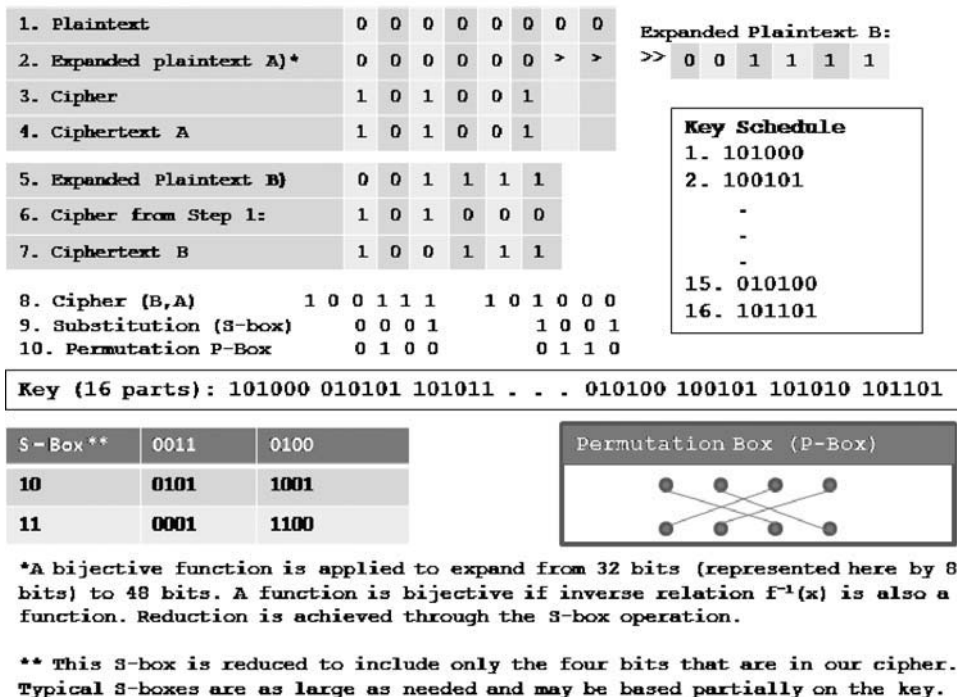 1. Plaintext 0 0 0 0 0 0 0 0
2. Expanded plaintext A)* 0 0 0 0 0 0 > >
3. Cipher 1 0 1 0 0 1
4. Ciphertext A 1 0 1 0 0 1
Expanded Plaintext B:
>> 0 0 1 1 1 1
5. Expanded Plaintext B) 0 0 1 1 1 1
6. Cipher from Step 1: 1 0 1 0 0 0
7. Ciphertext B 1 0 0 1 1 1
8. Cipher (B,A) 1 0 0 1 1 1 1 0 1 0 0 0
9. Substitution (S-box) 0 0 0 1 1 0 0 1
10. Permutation P-Box 0 1 0 0 0 1 1 0
Key Schedule
1. 101000
2. 100101
-
-
-
15. 010100
16. 101101
Key (16 parts): 101000 010101 101011 . . . 010100 100101 101010 101101
S-Box** 0011 0100
10 0101 1001
11 0001 1100
Permutation Box (P-Box)
*A bijective function is applied to expand from 32 bits (represented here by 8
bits) to 48 bits. A function is bijective if inverse relation f⁻¹(x) is also a
function. Reduction is achieved through the S-box operation.
** This S-box is reduced to include only the four bits that are in our cipher.
Typical S-boxes are as large as needed and may be based partially on the key.